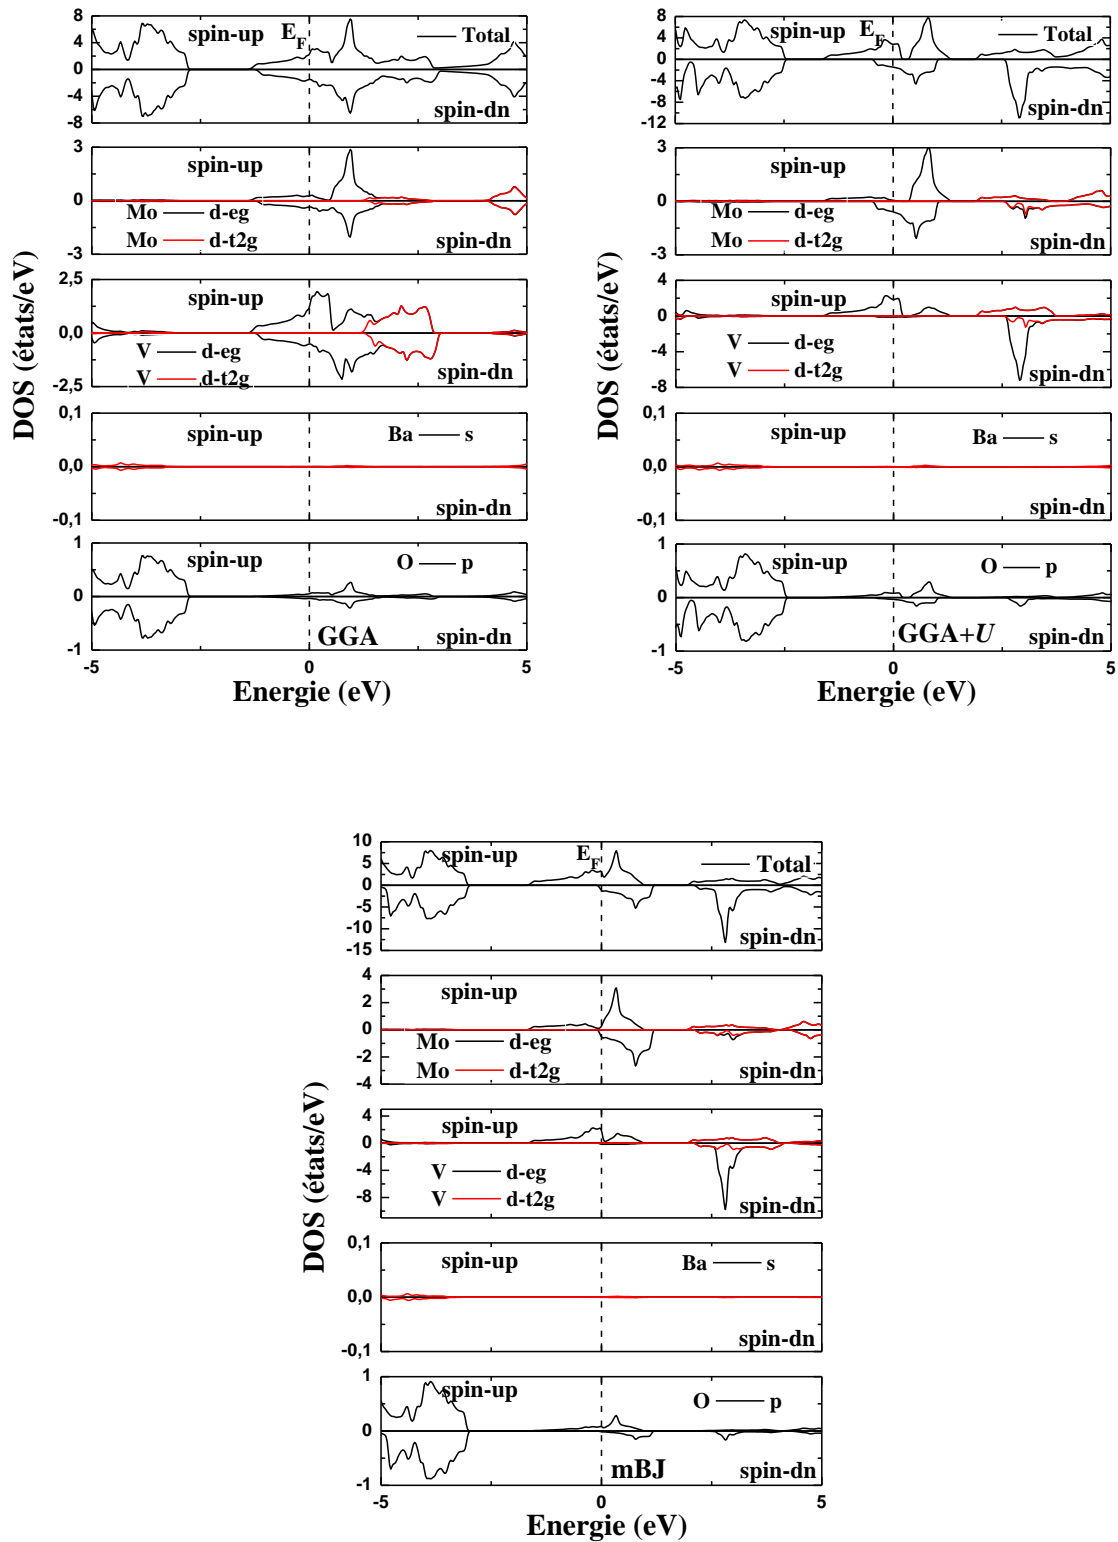 8
4
0
4
8
spin-up
E_F
Total
spin-dn
3
0
-3
spin-up
Mo d-eg
Mo d-t2g
spin-dn
2,5
0,0
-2,5
spin-up
V d-eg
V d-t2g
spin-dn
0,1
0,0
-0,1
spin-up
Ba s
spin-dn
1
0
-1
spin-up
O p
GGA
spin-dn
-5 0 5
Energie (eV)
DOS (états/eV)
8
4
0
-4
-8
-12
spin-up
E_F
Total
spin-dn
3
0
-3
spin-up
Mo d-eg
Mo d-t2g
spin-dn
4
0
-4
-8
spin-up
V d-eg
V d-t2g
spin-dn
0,1
0,0
-0,1
spin-up
Ba s
spin-dn
1
0
-1
spin-up
O p
GGA+U
spin-dn
-5 0 5
Energie (eV)
DOS (états/eV)
10
5
0
-5
-10
-15
spin-up
E_F
Total
spin-dn
4
2
0
-2
-4
spin-up
Mo d-eg
Mo d-t2g
spin-dn
4
0
-4
-8
spin-up
V d-eg
V d-t2g
spin-dn
0,1
0,0
-0,1
spin-up
Ba s
spin-dn
1
0
-1
spin-up
O p
mBJ
spin-dn
-5 0 5
Energie (eV)
DOS (états/eV)